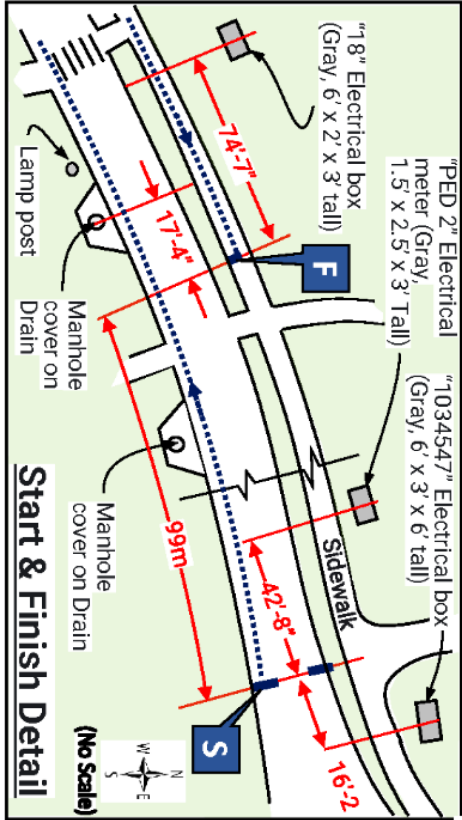 "18" Electrical box
(Gray, 6' x 2' x 3' tall)
"PED 2" Electrical
meter (Gray,
1.5' x 2.5' x 3' Tall)
"1034547" Electrical box
(Gray, 6' x 3' x 6' tall)
74'-7"
F
17'-4"
Sidewalk
42'-8"
16'-2
99m
S
Lamp post
Manhole
cover on
Drain
Manhole
cover on Drain
N
W
E
S
Start & Finish Detail
(No Scale)